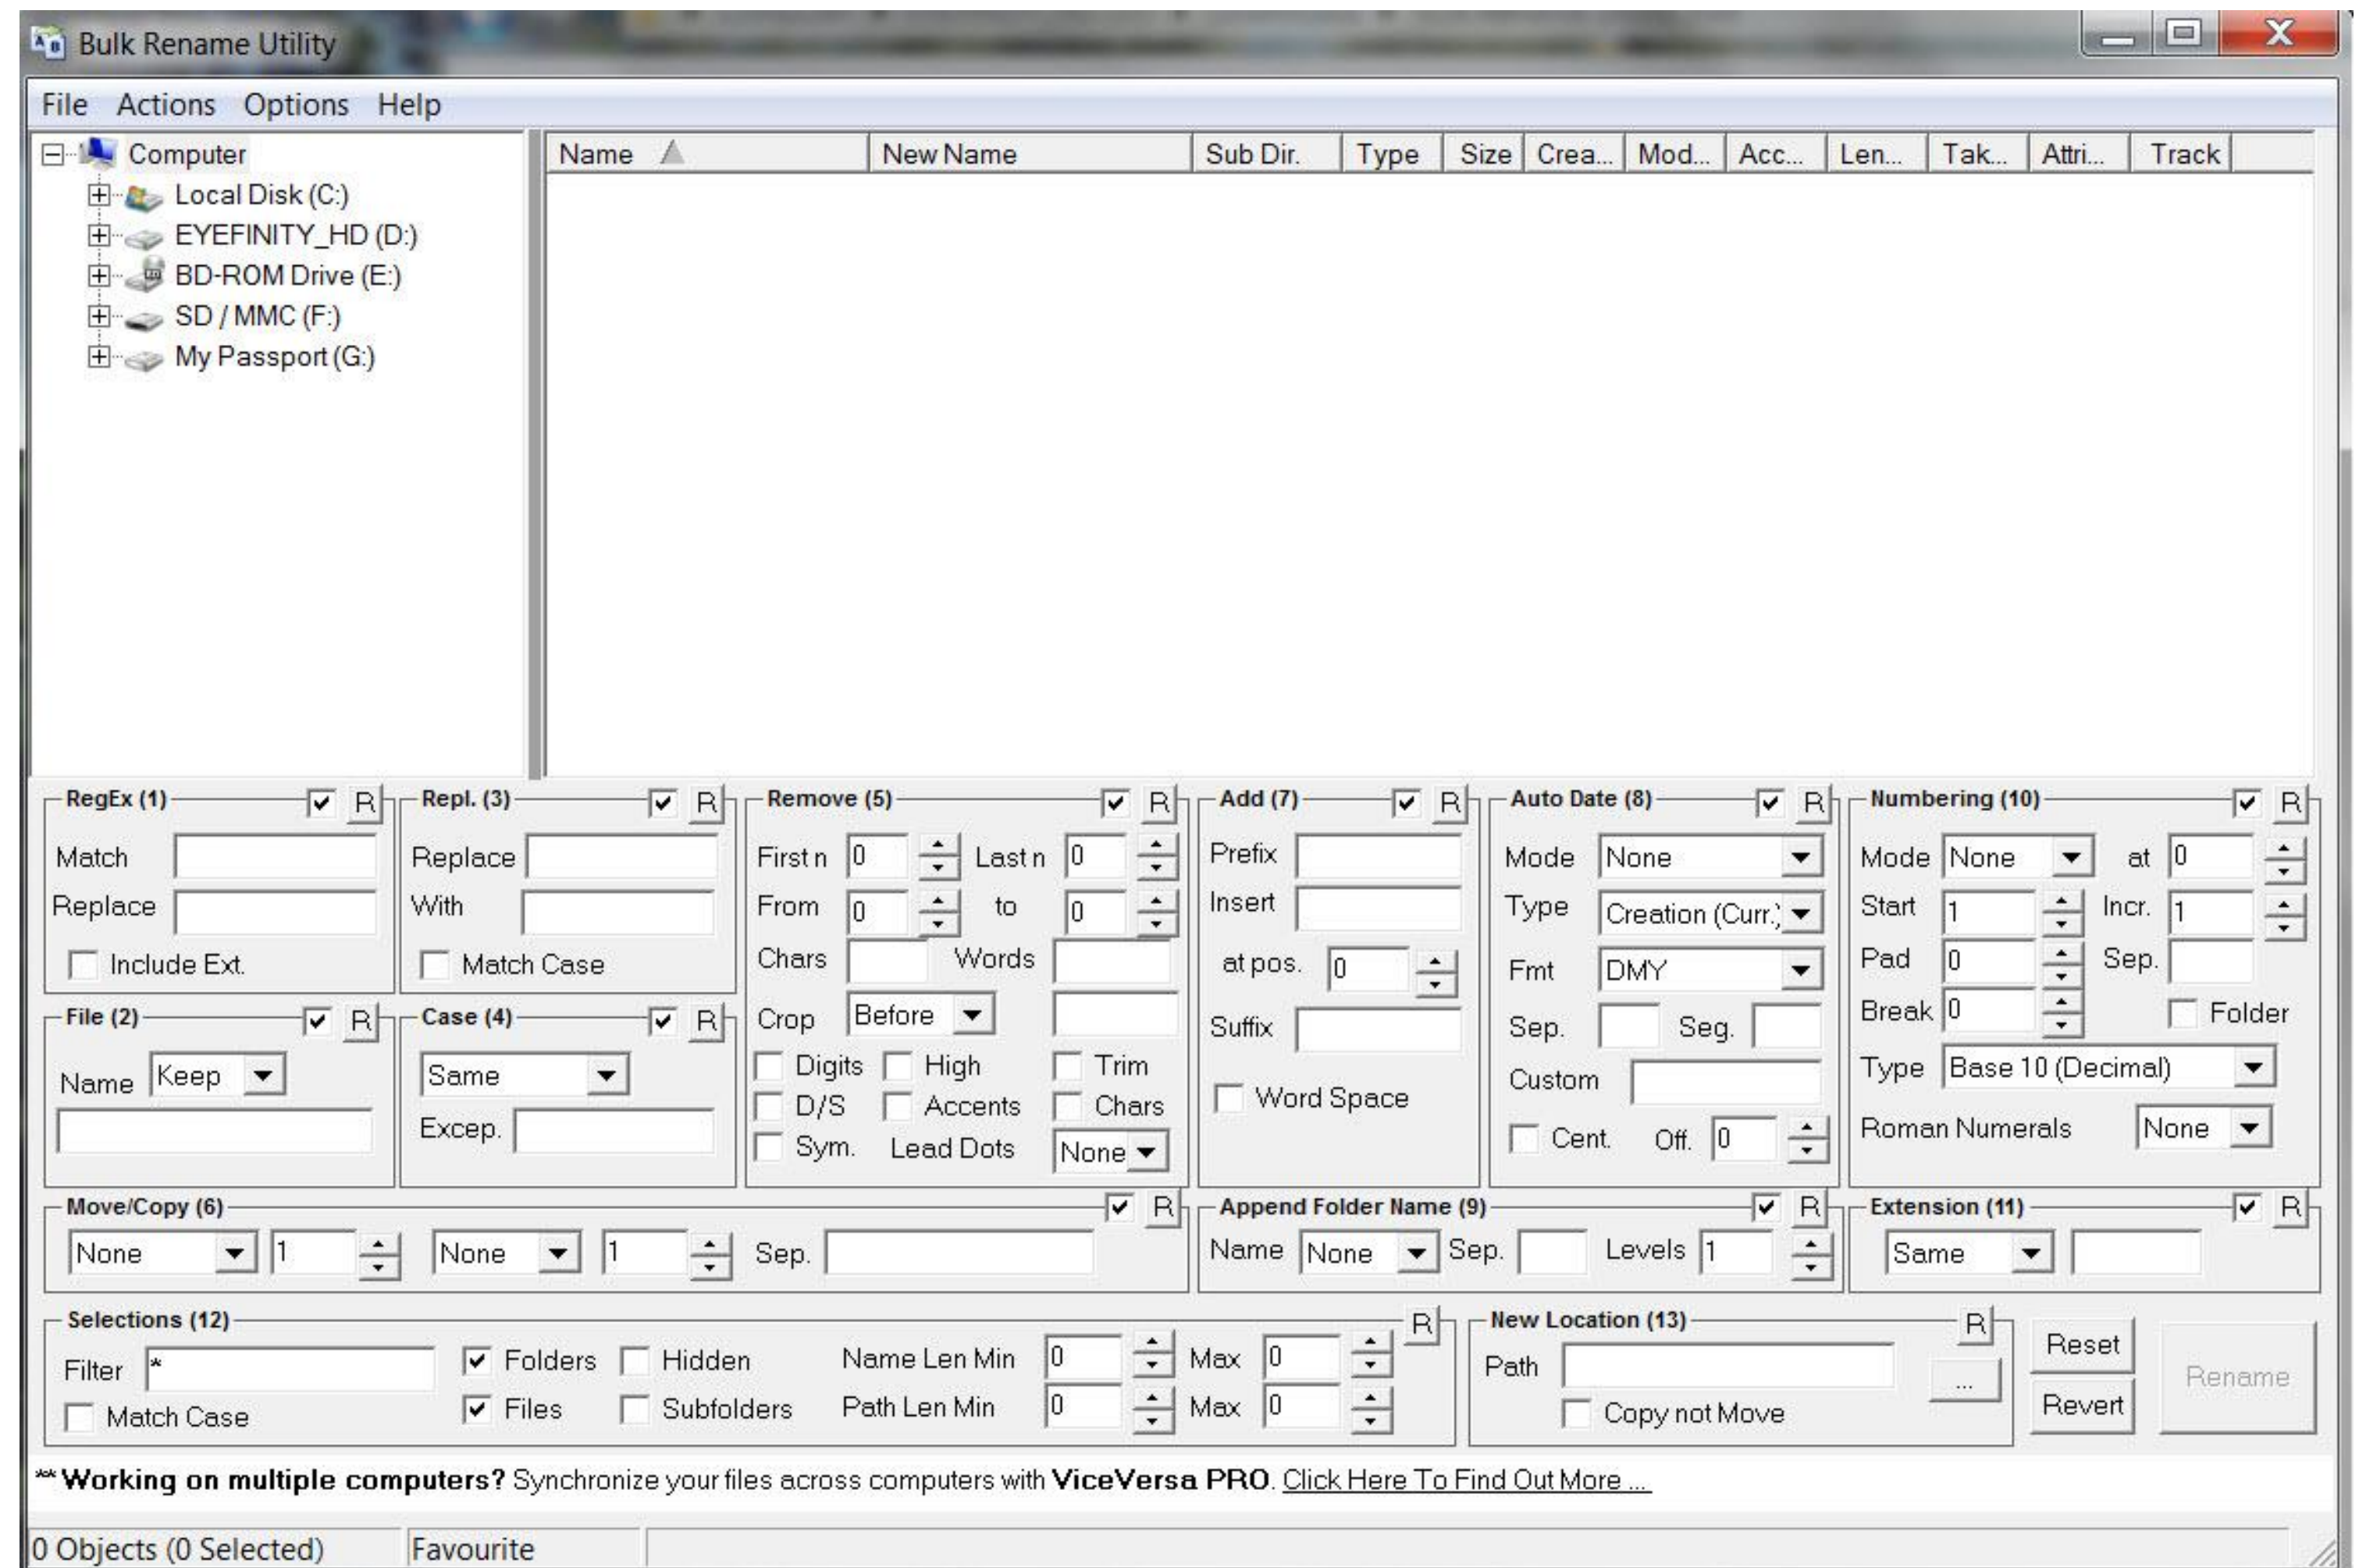 Bulk Rename Utility
File Actions Options Help
Computer
Local Disk (C:)
EYEFINITY_HD (D:)
BD-ROM Drive (E:)
SD / MMC (F:)
My Passport (G:)
Name New Name Sub Dir. Type Size Crea... Mod... Acc... Len... Tak... Attri... Track
RegEx (1) R
Match
Replace
Include Ext.
File (2) R
Name Keep
Repl. (3) R
Replace
With
Match Case
Case (4) R
Same
Excep.
Remove (5) R
First n 0 Last n 0
From 0 to 0
Chars Words
Crop Before
Digits High Trim
D/S Accents Chars
Sym. Lead Dots None
Add (7) R
Prefix
Insert
at pos. 0
Suffix
Word Space
Auto Date (8) R
Mode None
Type Creation (Curr.)
Fmt DMY
Sep. Seg.
Custom
Cent. Off. 0
Numbering (10) R
Mode None at 0
Start 1 Incr. 1
Pad 0 Sep.
Break 0 Folder
Type Base 10 (Decimal)
Roman Numerals None
Move/Copy (6) R
None 1 None 1 Sep.
Append Folder Name (9) R
Name None Sep. Levels 1
Extension (11) R
Same
Selections (12) R
Filter * Folders Hidden Name Len Min 0 Max 0
Match Case Files Subfolders Path Len Min 0 Max 0
New Location (13) R
Path ...
Copy not Move
Reset
Revert
Rename
** Working on multiple computers? Synchronize your files across computers with ViceVersa PRO. Click Here To Find Out More ...
0 Objects (0 Selected) Favourite